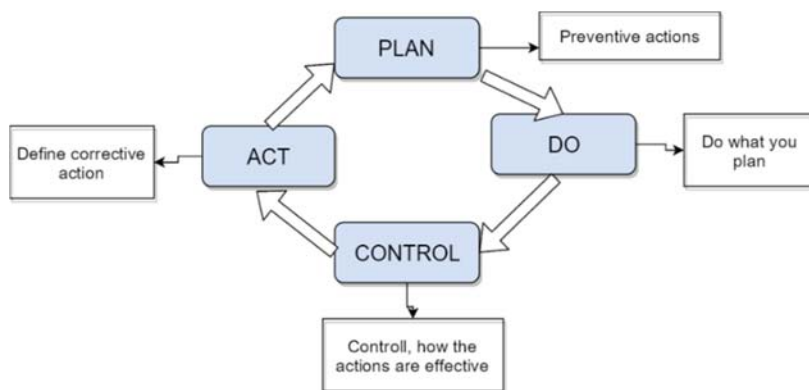 PLAN
Preventive actions
DO
Do what you
plan
CONTROL
Controll, how the
actions are effective
ACT
Define corrective
action